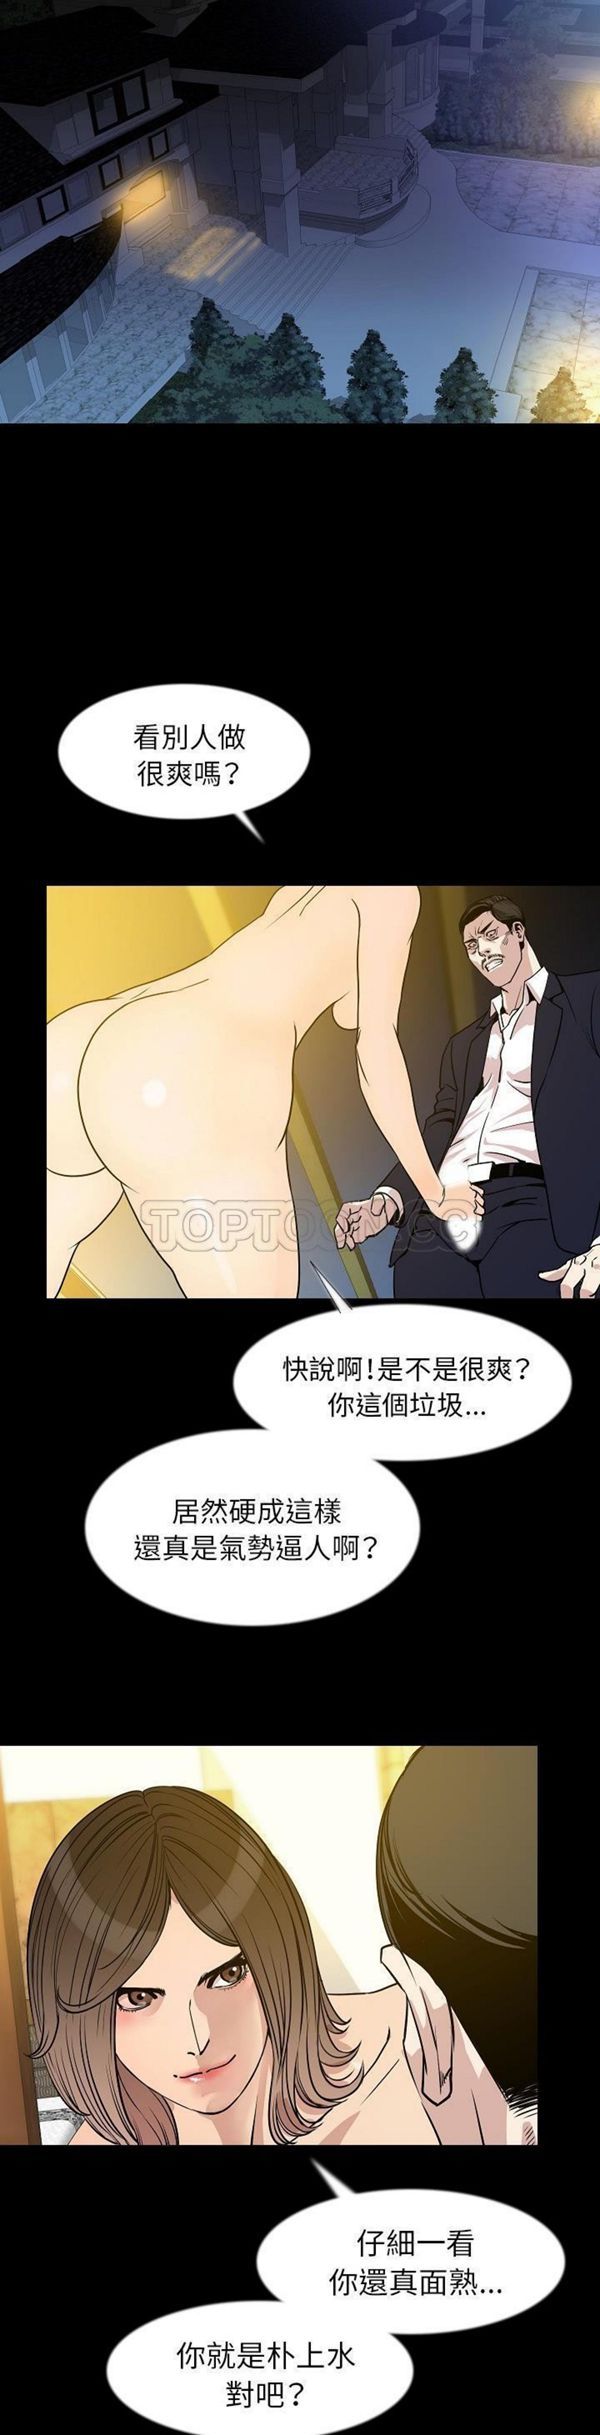 看別人做
很爽嗎？
TOPTOON.CC
快說啊！是不是很爽？
你這個垃圾...
居然硬成這樣
還真是氣勢逼人啊？
仔細一看
你還真面熟...
你就是朴上水
對吧？